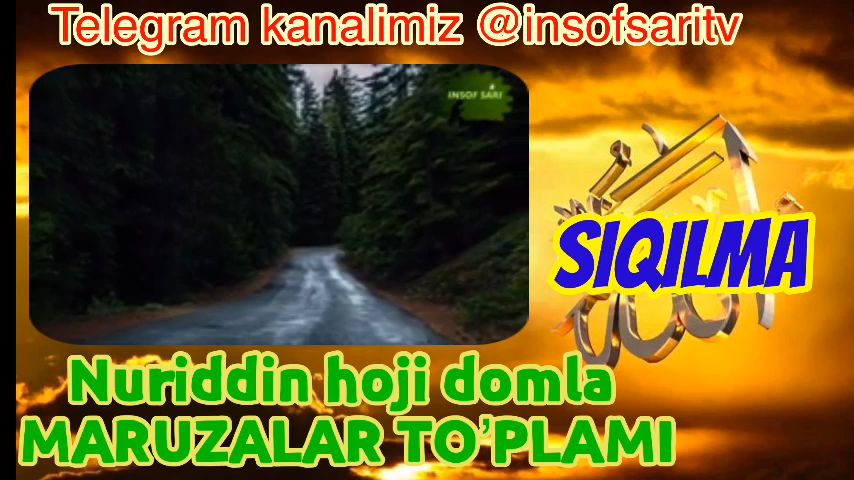 Telegram kanalimiz @insofsaritv
INSOF SARI
SIQILMA
Nuriddin hoji domla
MARUZALAR TO’PLAMI